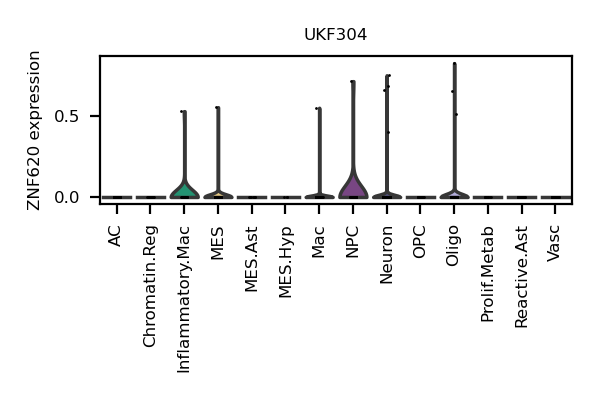 UKF304
ZNF620 expression
0.5
0.0
AC
Chromatin.Reg
Inflammatory.Mac
MES
MES.Ast
MES.Hyp
Mac
NPC
Neuron
OPC
Oligo
Prolif.Metab
Reactive.Ast
Vasc